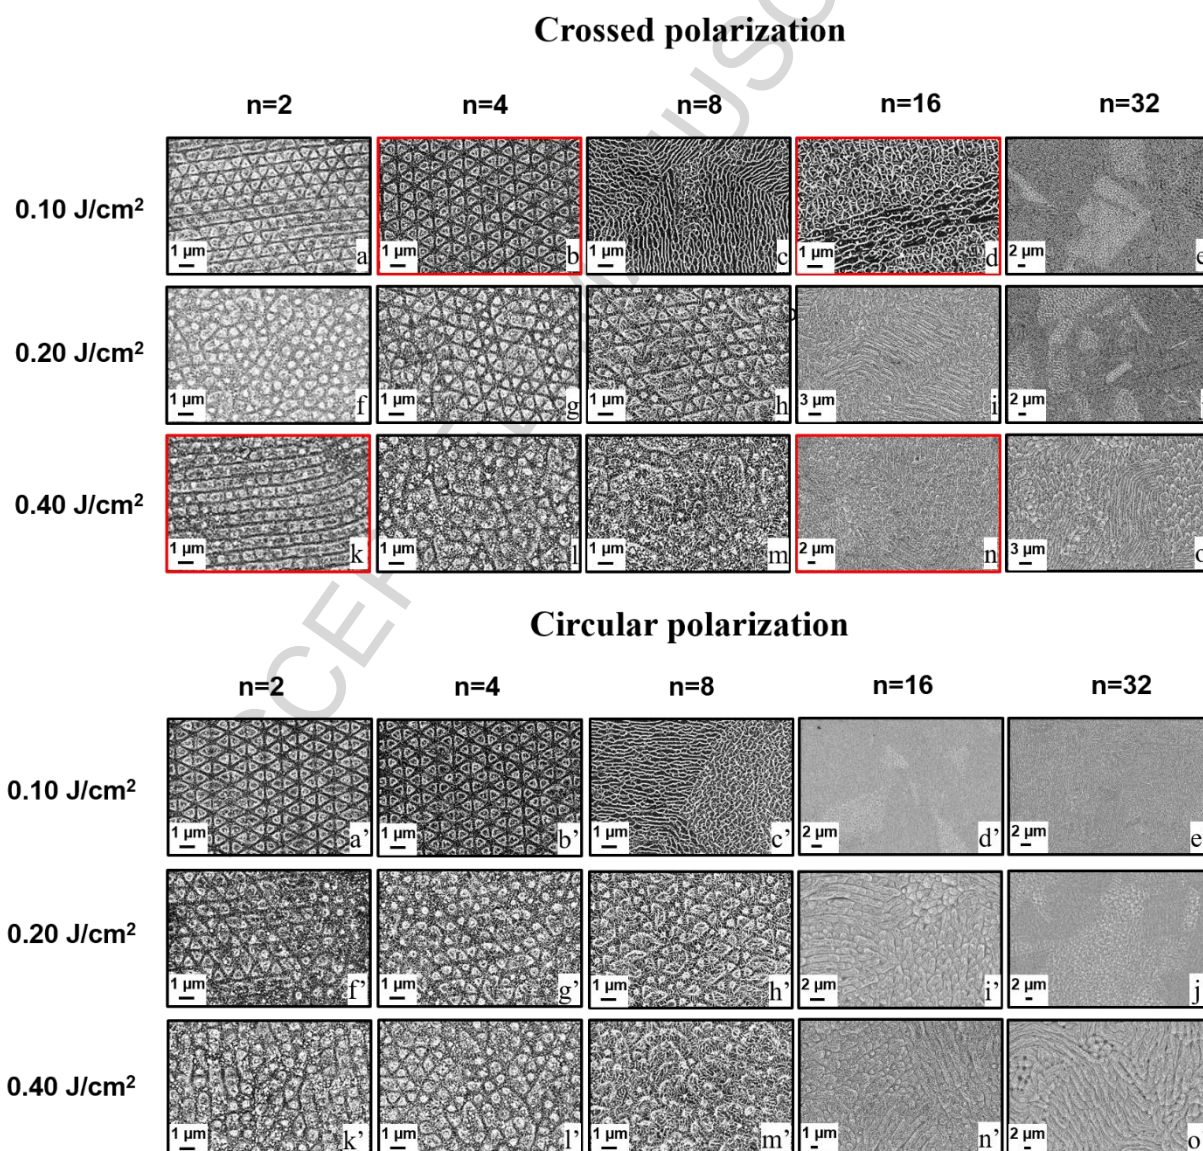 Crossed polarization
n=2 n=4 n=8 n=16 n=32
0.10 J/cm²
1 μm a 1 μm b 1 μm c 1 μm d 2 μm e
0.20 J/cm²
1 μm f 1 μm g 1 μm h 3 μm i 2 μm
0.40 J/cm²
1 μm k 1 μm l 1 μm m 2 μm n 3 μm o
Circular polarization
n=2 n=4 n=8 n=16 n=32
0.10 J/cm²
1 μm a' 1 μm b' 1 μm c' 2 μm d' 2 μm e
0.20 J/cm²
1 μm f' 1 μm g' 1 μm h' 2 μm i' 2 μm j
0.40 J/cm²
1 μm k' 1 μm l' 1 μm m' 1 μm n' 2 μm o